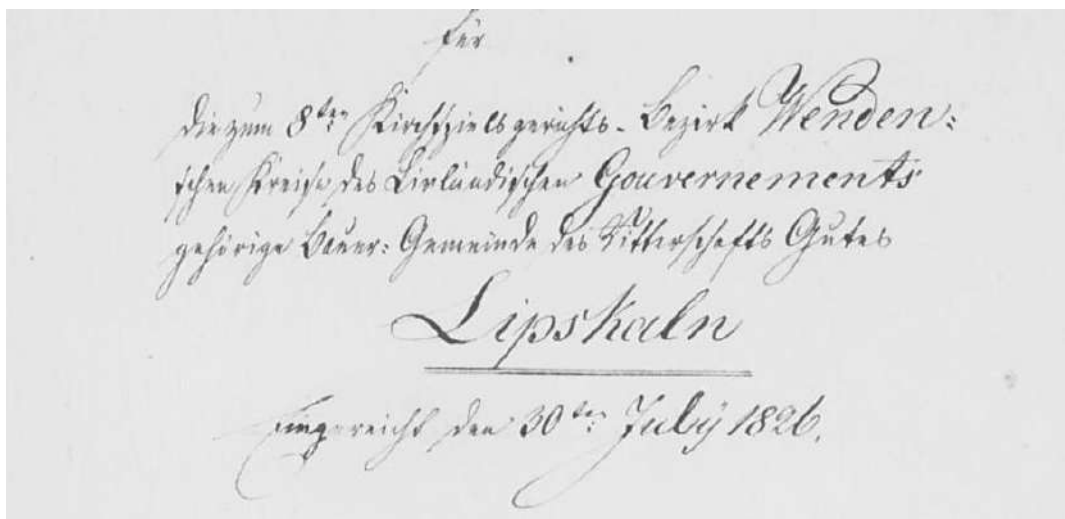 Für
die zum 8ten Kirchspielsgerichts-Bezirk Wenden:
schen Kreise des Livländischen Gouvernements
gehörige Bauer: Gemeinde des Ritterschafts Gutes
Lipskaln
Eingereicht den 30ten July 1826.